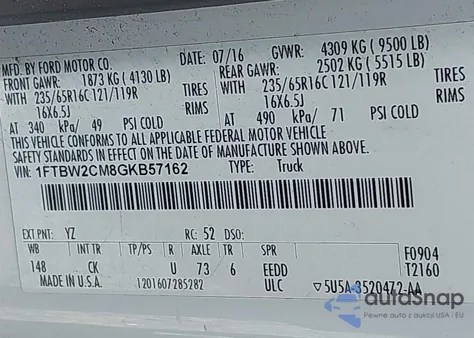 MFD. BY FORD MOTOR CO. DATE: 07/16 GVWR: 4309 KG ( 9500 LB)
FRONT GAWR: 1873 KG ( 4130 LB) REAR GAWR: 2502 KG ( 5515 LB)
WITH 235/65R16C 121/119R TIRES WITH 235/65R16C 121/119R TIRES
16X6.5J RIMS 16X6.5J RIMS
AT 340 kPa/ 49 PSI COLD AT 490 kPa/ 71 PSI COLD
THIS VEHICLE CONFORMS TO ALL APPLICABLE FEDERAL MOTOR VEHICLE
SAFETY STANDARDS IN EFFECT ON THE DATE OF MANUFACTURE SHOWN ABOVE.
VIN: 1FTBW2CM8GKB57162 TYPE: Truck
EXT PNT: YZ RC: 52 DSO:
WB INT TR TP/PS R AXLE TR SPR F0904
148 CK U 73 6 EEDD T2160
MADE IN U.S.A. 1201607285282 ULC ▽5U5A-3520472-AA
autoSnap
Pewne auta z aukcji USA i EU